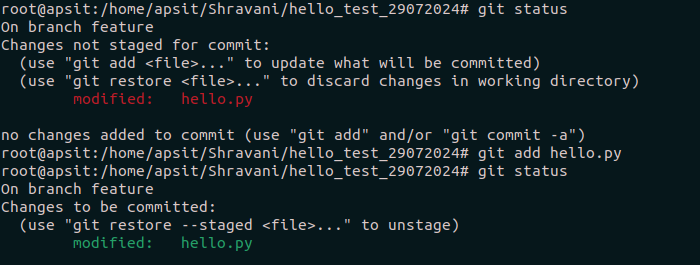 root@apsit:/home/apsit/Shravani/hello_test_29072024# git status
On branch feature
Changes not staged for commit:
  (use "git add <file>..." to update what will be committed)
  (use "git restore <file>..." to discard changes in working directory)
        modified:   hello.py

no changes added to commit (use "git add" and/or "git commit -a")
root@apsit:/home/apsit/Shravani/hello_test_29072024# git add hello.py
root@apsit:/home/apsit/Shravani/hello_test_29072024# git status
On branch feature
Changes to be committed:
  (use "git restore --staged <file>..." to unstage)
        modified:   hello.py